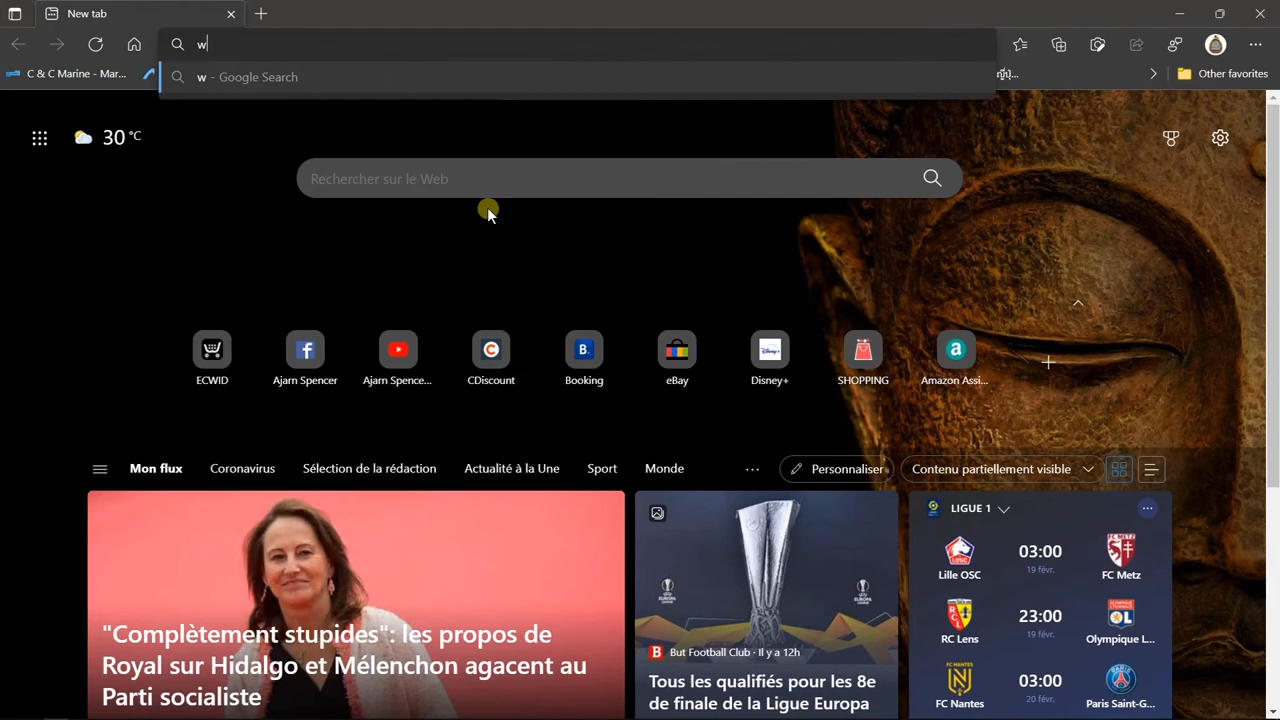 New tab
w
w - Google Search
C & C Marine - Mar...
Other favorites
30 °C
Rechercher sur le Web
ECWID
Ajarn Spencer
Ajarn Spence...
CDiscount
Booking
eBay
Disney+
SHOPPING
Amazon Assi...
Mon flux
Coronavirus
Sélection de la rédaction
Actualité à la Une
Sport
Monde
Personnaliser
Contenu partiellement visible
"Complètement stupides": les propos de
Royal sur Hidalgo et Mélenchon agacent au
Parti socialiste
But Football Club · Il y a 12h
Tous les qualifiés pour les 8e
de finale de la Ligue Europa
LIGUE 1
Lille OSC
03:00
19 févr.
FC Metz
RC Lens
23:00
19 févr.
Olympique L...
FC Nantes
03:00
20 févr.
Paris Saint-G...